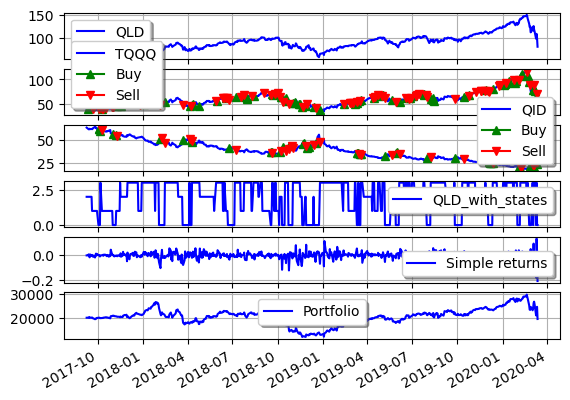 150
100
QLD
TQQQ
Buy
Sell
100
50
QID
Buy
Sell
50
25
2.5
0.0
QLD_with_states
0.0
−0.2
Simple returns
30000
20000
Portfolio
2017-10
2018-01
2018-04
2018-07
2018-10
2019-01
2019-04
2019-07
2019-10
2020-01
2020-04